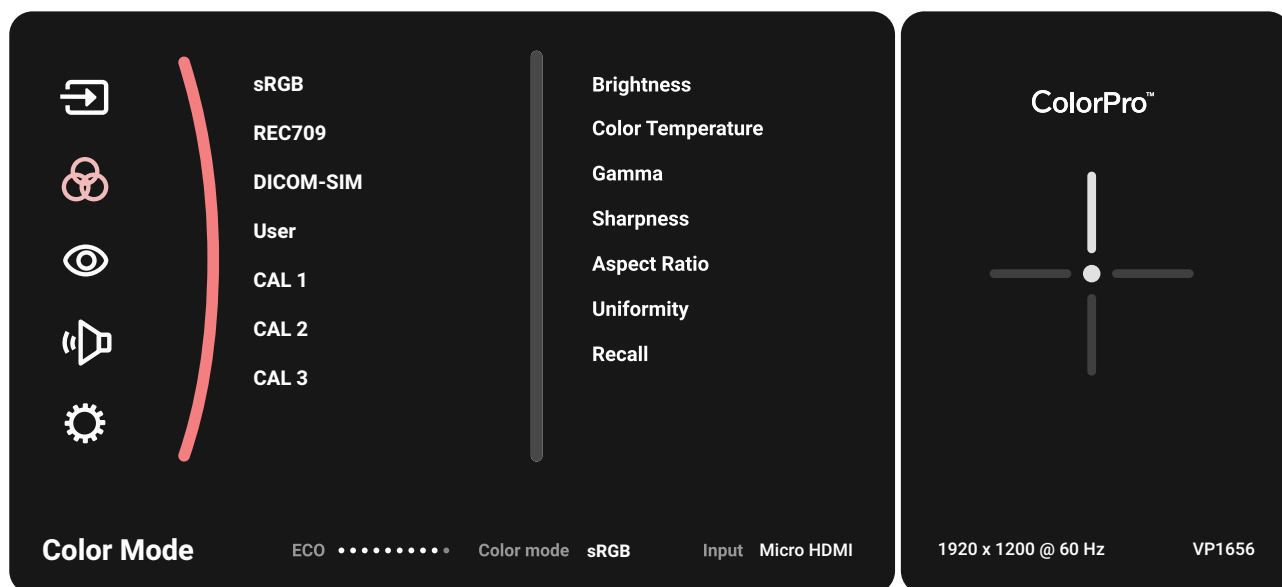 sRGB
REC709
DICOM-SIM
User
CAL 1
CAL 2
CAL 3
Brightness
Color Temperature
Gamma
Sharpness
Aspect Ratio
Uniformity
Recall
ColorPro™
Color Mode
ECO
Color mode sRGB
Input Micro HDMI
1920 x 1200 @ 60 Hz
VP1656